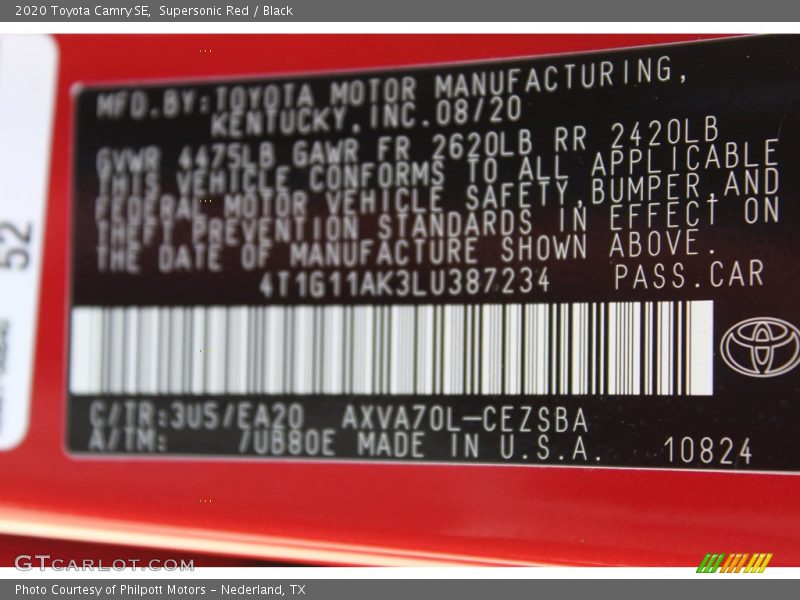 2020 Toyota Camry SE, Supersonic Red / Black
MFD.BY:TOYOTA MOTOR MANUFACTURING,
KENTUCKY,INC.08/20
GVWR 4475LB GAWR FR 2620LB RR 2420LB
THIS VEHICLE CONFORMS TO ALL APPLICABLE
FEDERAL MOTOR VEHICLE SAFETY,BUMPER,AND
THEFT PREVENTION STANDARDS IN EFFECT ON
THE DATE OF MANUFACTURE SHOWN ABOVE.
4T1G11AK3LU387234 PASS.CAR
C/TR:3U5/EA20 AXVA70L-CEZSBA
A/TM: /UB80E MADE IN U.S.A. 10824
52
GTCARLOT.COM
Photo Courtesy of Philpott Motors - Nederland, TX